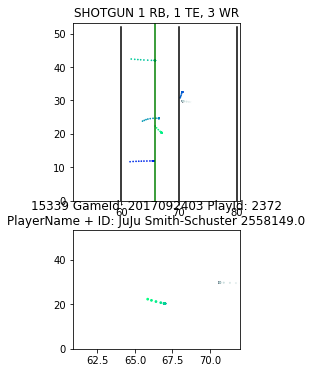 SHOTGUN 1 RB, 1 TE, 3 WR
50
40
30
20
10
0
60 70 80
15339 GameId: 2017092403 PlayId: 2372
PlayerName + ID: JuJu Smith-Schuster 2558149.0
40
20
0
62.5 65.0 67.5 70.0